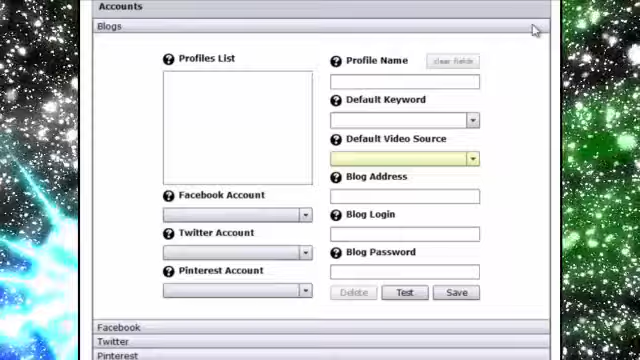 Accounts
Blogs
Profiles List
Profile Name
clear fields
Default Keyword
Default Video Source
Blog Address
Facebook Account
Blog Login
Twitter Account
Blog Password
Pinterest Account
Delete
Test
Save
Facebook
Twitter
Pinterest